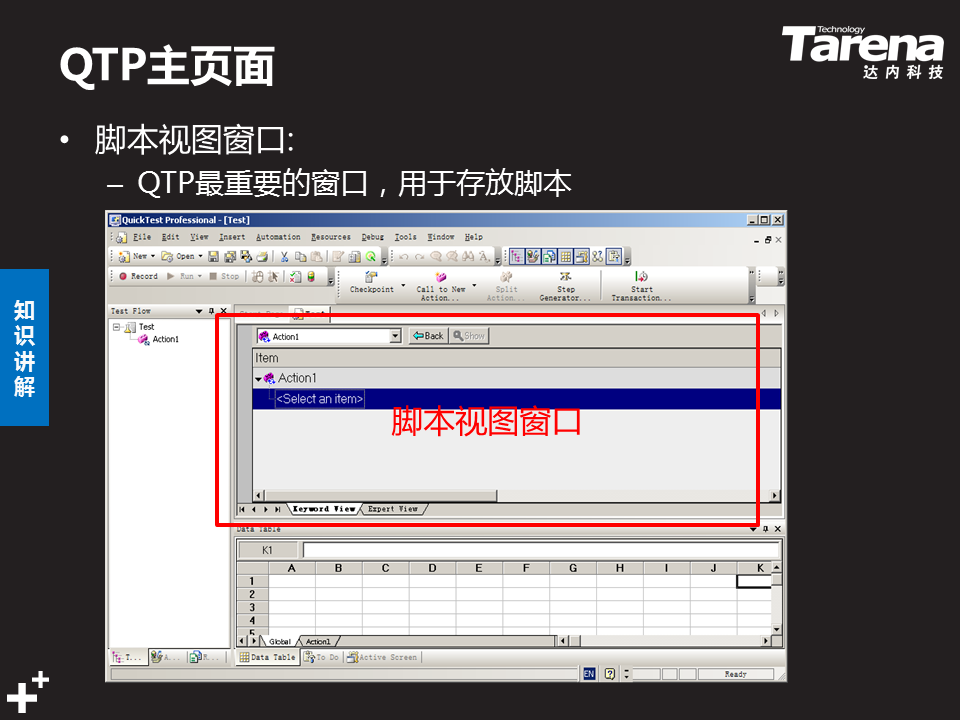 QTP主页面
Technology
Tarena
达内科技
• 脚本视图窗口:
– QTP最重要的窗口，用于存放脚本
知识讲解
QuickTest Professional - [Test]
File Edit View Insert Automation Resources Debug Tools Window Help
New Open
Record Run Stop
Checkpoint Call to New Action... Split Action... Step Generator... Start Transaction...
Test Flow
Test
Action1
Action1 Back Show
Item
Action1
<Select an item>
脚本视图窗口
Keyword View Expert View
Data Table
K1
A B C D E F G H I J K
1
2
3
4
5
Global Action1
T... A... R...
Data Table To Do Active Screen
EN Ready